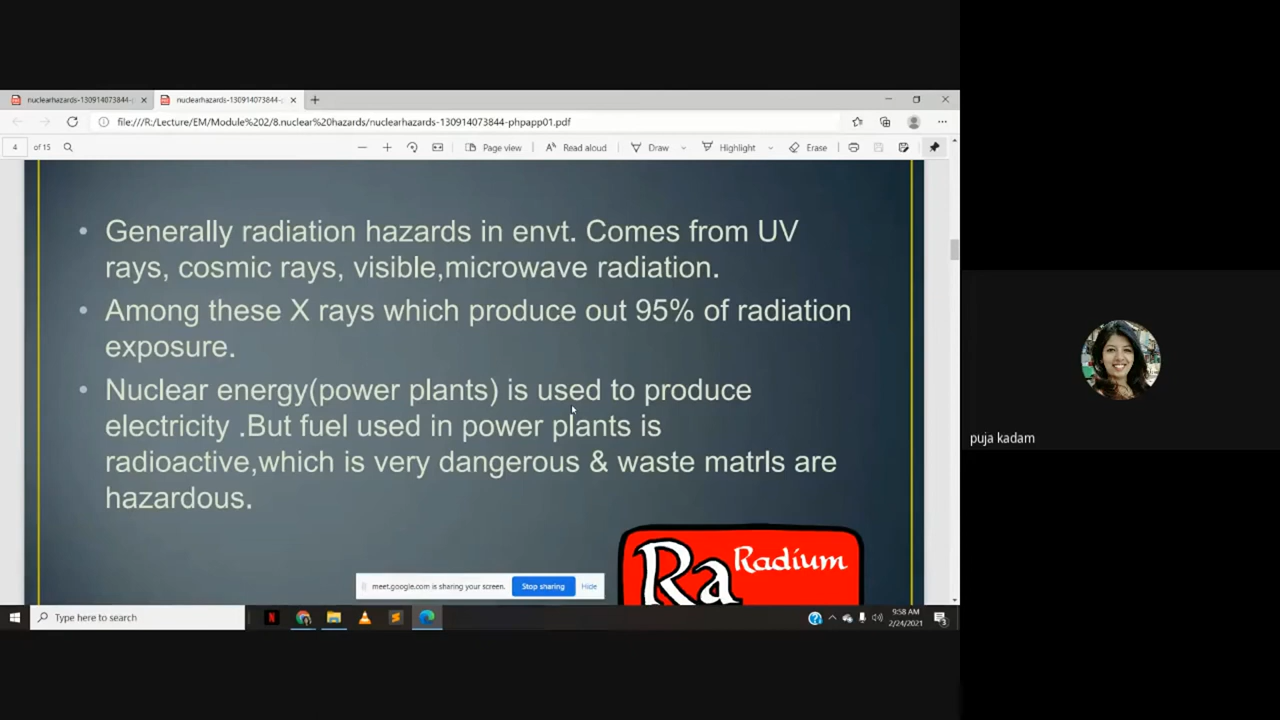 nuclearhazards-130914073844-p
nuclearhazards-130914073844-p
file:///R:/Lecture/EM/Module%202/8.nuclear%20hazards/nuclearhazards-130914073844-phpapp01.pdf
4 of 15
Page view
Read aloud
Draw
Highlight
Erase
• Generally radiation hazards in envt. Comes from UV
rays, cosmic rays, visible,microwave radiation.
• Among these X rays which produce out 95% of radiation
exposure.
• Nuclear energy(power plants) is used to produce
electricity .But fuel used in power plants is
radioactive,which is very dangerous & waste matrls are
hazardous.
Ra Radium
meet.google.com is sharing your screen.
Stop sharing
Hide
Type here to search
9:58 AM
2/24/2021
puja kadam